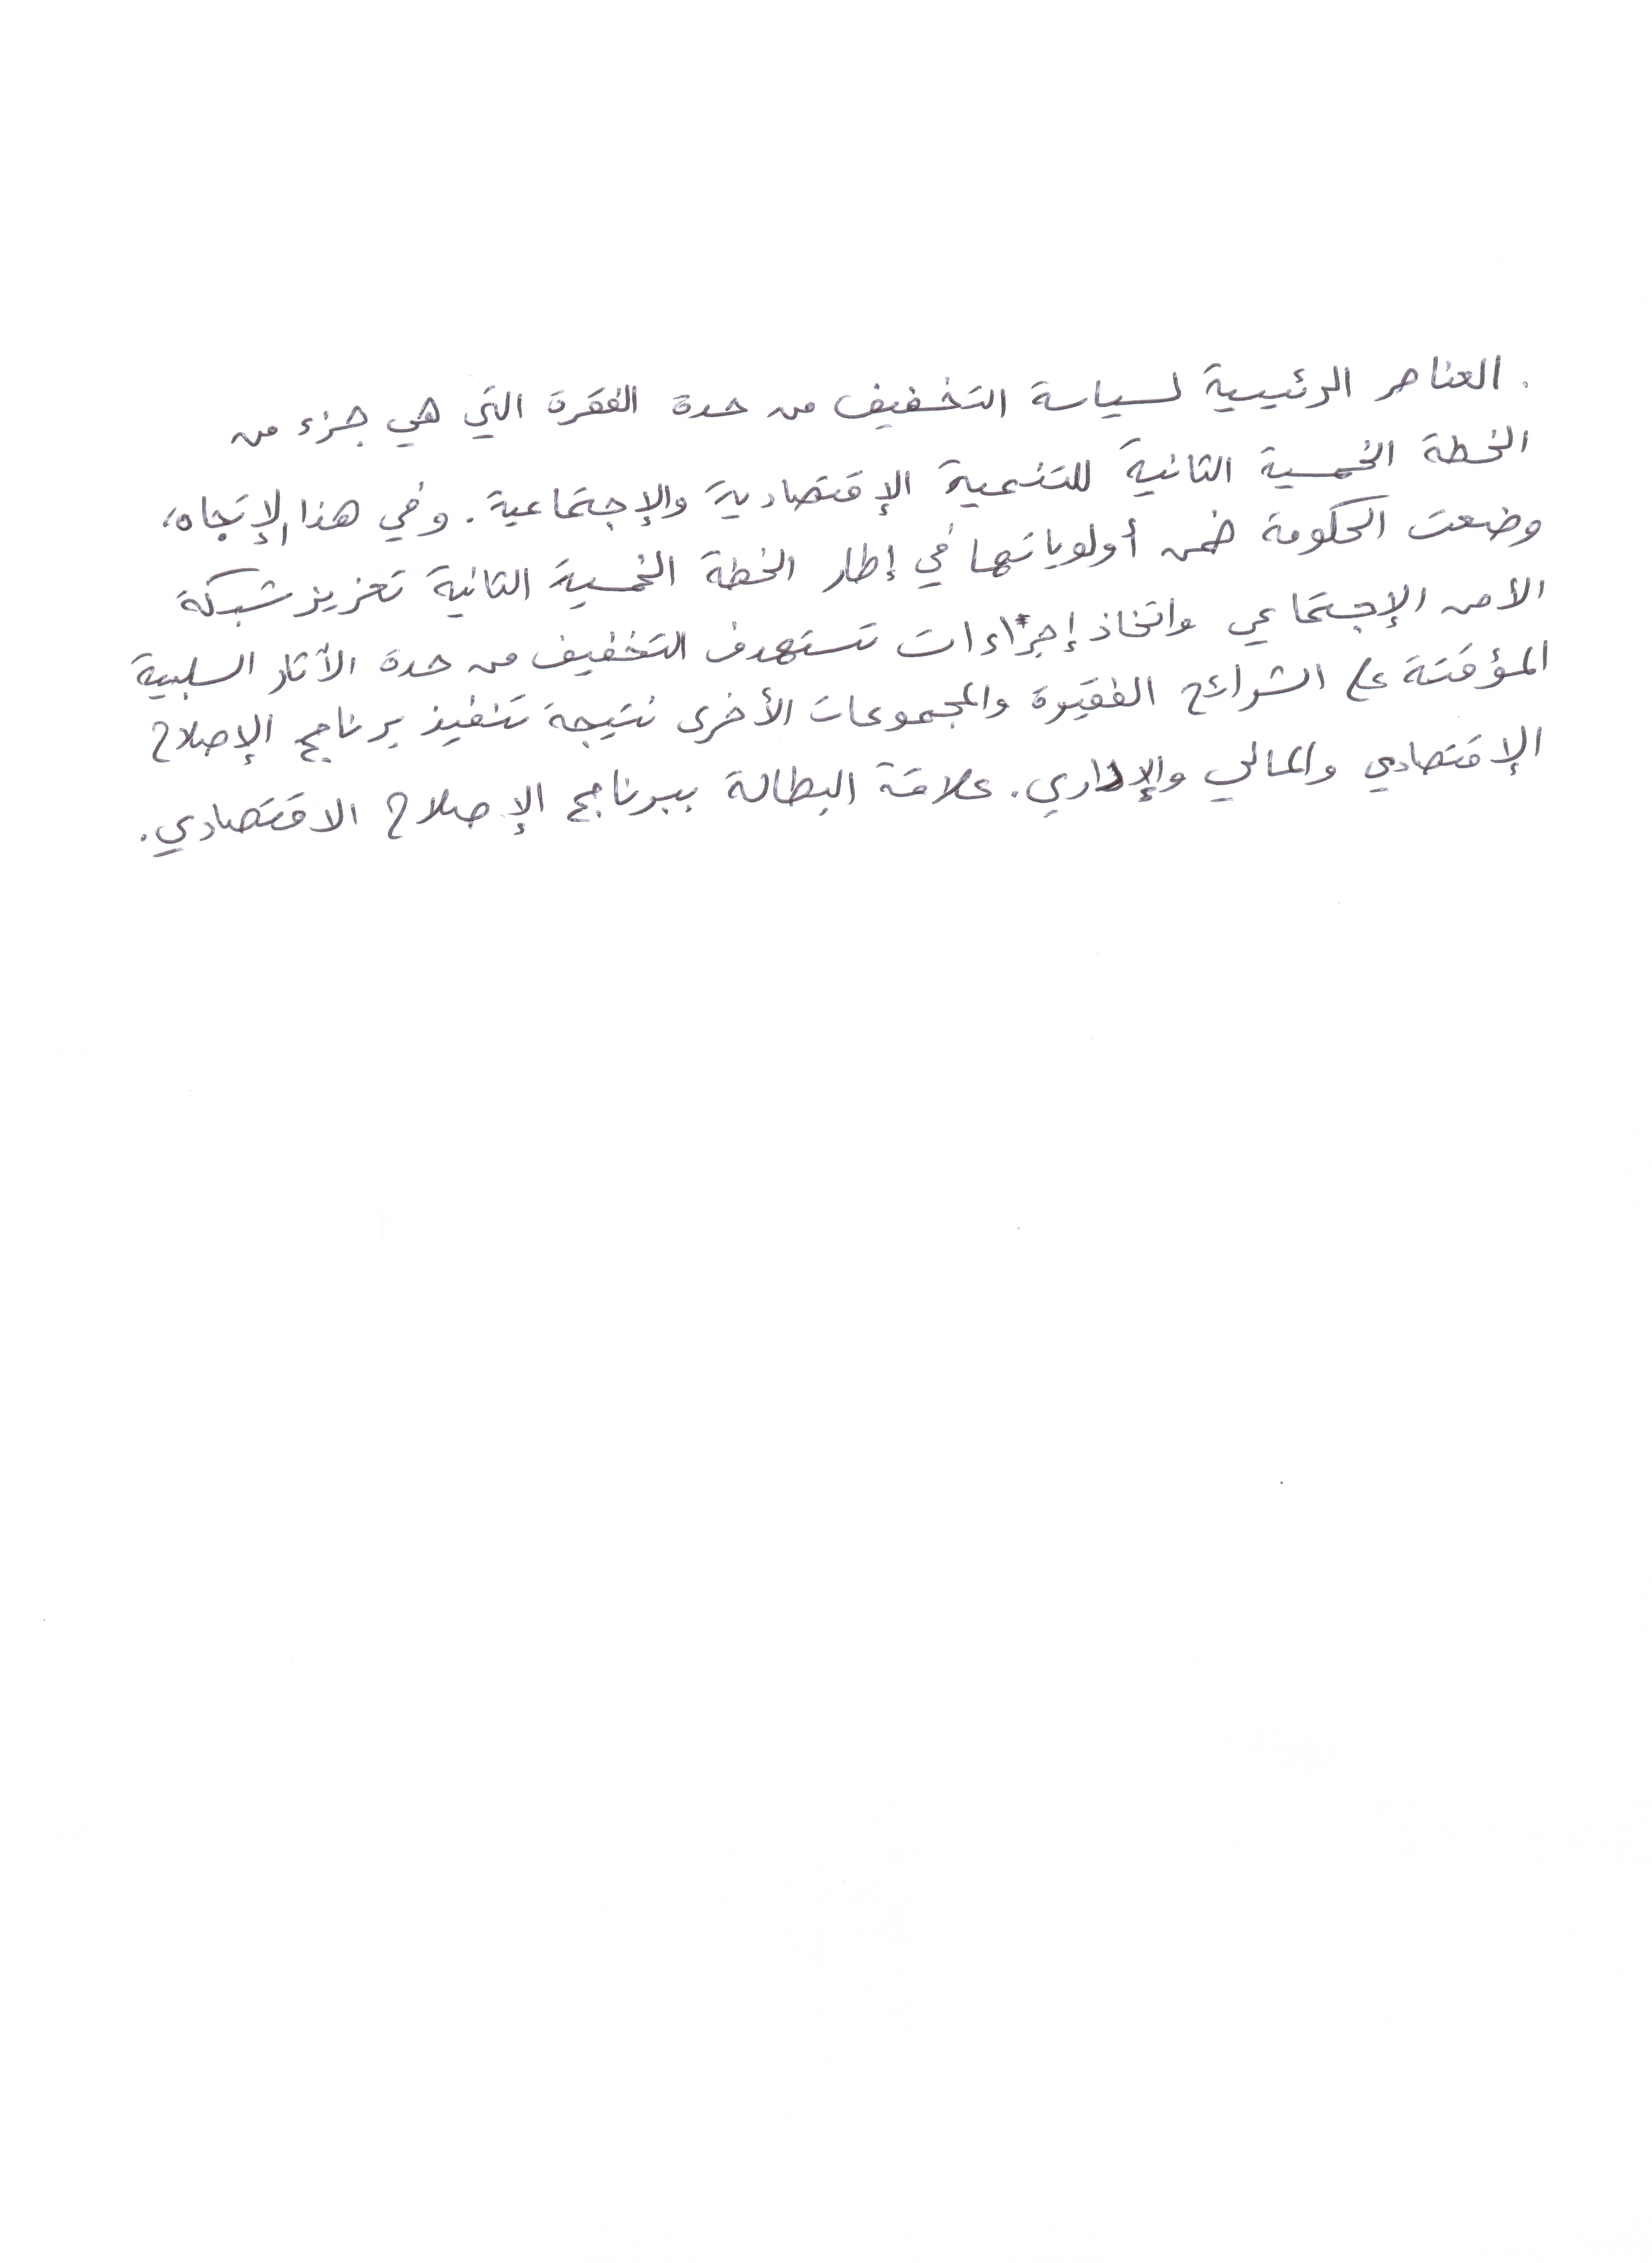 . العناصر الرئيسية لسياسة التخفيف من حدة الفقرة التي هي جزء من
الخطة الخمسية الثانية للتنمية الإقتصادية والإجتماعية. وفي هذا الإتجاه،
وضعت الحكومة ضمن أولوياتها في إطار الخطة الخمسية الثانية تعزيز شبكة
الأمن الإجتماعي واتخاذ إجراءات تستهدف التخفيف من حدة الآثار السلبية
المؤقتة على الشرائح الفقيرة والمجموعات الأخرى نتيجة تنفيذ برنامج الإصلاح
الإقتصادي والمالي والإداري. علاقة البطالة ببرنامج الإصلاح الاقتصادي.